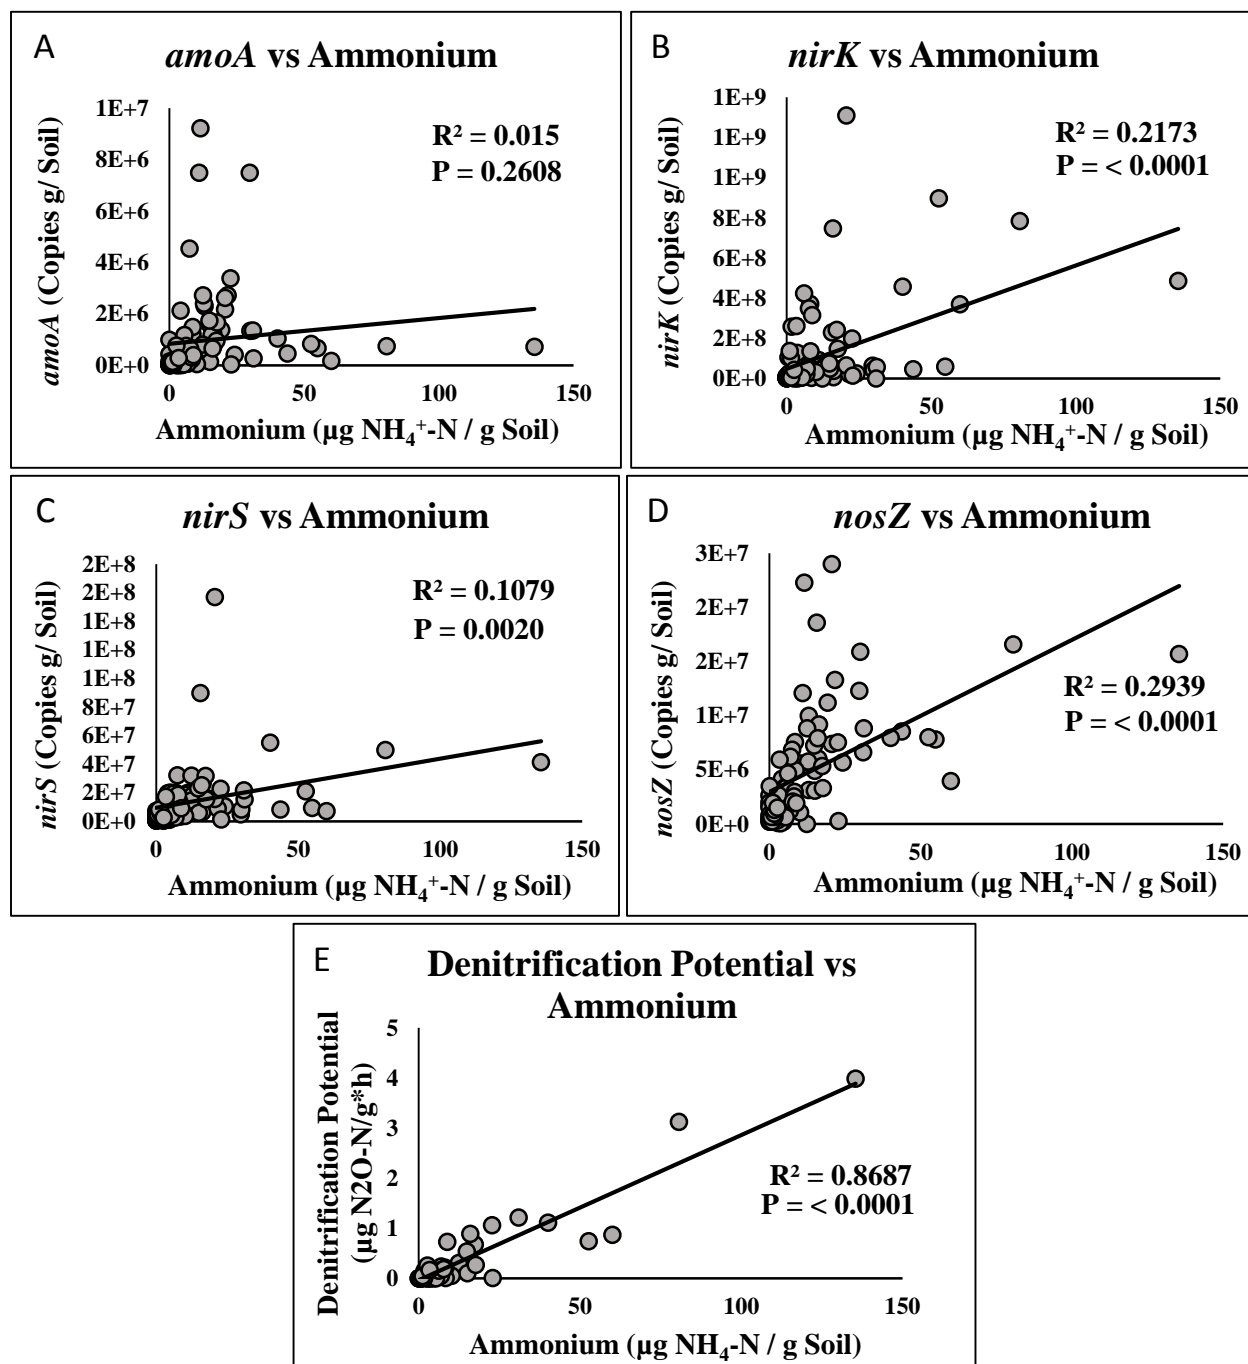 A
amoA vs Ammonium
1E+7
8E+6
6E+6
4E+6
2E+6
0E+0
amoA (Copies g/ Soil)
R² = 0.015
P = 0.2608
0 50 100 150
Ammonium (µg NH₄⁺-N / g Soil)
B
nirK vs Ammonium
1E+9
1E+9
1E+9
8E+8
6E+8
4E+8
2E+8
0E+0
nirK (Copies g/ Soil)
R² = 0.2173
P = < 0.0001
0 50 100 150
Ammonium (µg NH₄⁺-N / g Soil)
C
nirS vs Ammonium
2E+8
2E+8
1E+8
1E+8
1E+8
8E+7
6E+7
4E+7
2E+7
0E+0
nirS (Copies g/ Soil)
R² = 0.1079
P = 0.0020
0 50 100 150
Ammonium (µg NH₄⁺-N / g Soil)
D
nosZ vs Ammonium
3E+7
2E+7
2E+7
1E+7
5E+6
0E+0
nosZ (Copies g/ Soil)
R² = 0.2939
P = < 0.0001
0 50 100 150
Ammonium (µg NH₄⁺-N / g Soil)
E
Denitrification Potential vs
Ammonium
5
4
3
2
1
0
Denitrification Potential
(µg N2O-N/g*h)
R² = 0.8687
P = < 0.0001
0 50 100 150
Ammonium (µg NH₄-N / g Soil)